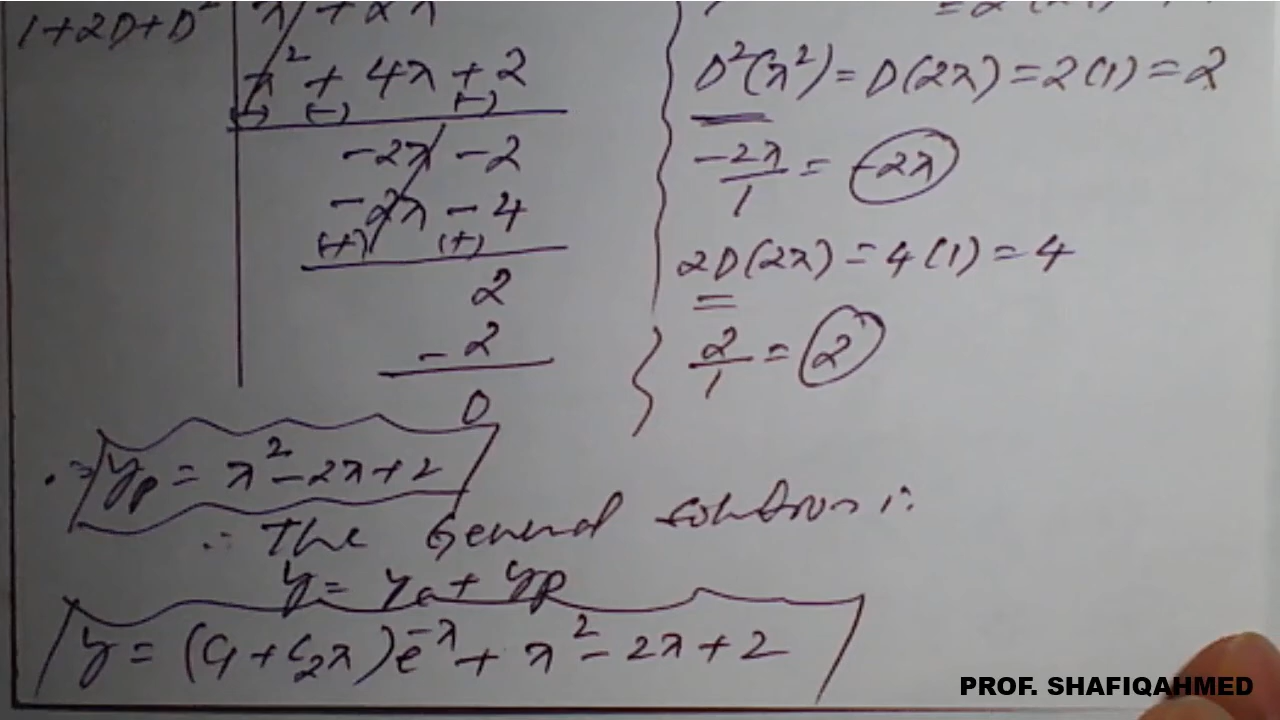 1+2D+D² | x² + 2x
x² + 4x + 2
(-) (-) (-)
-2x - 2
-2x - 4
(+) (+)
2
- 2
0
D²(x²) = D(2x) = 2(1) = 2
-2x/1 = -2x
2D(2x) = 4(1) = 4
2/1 = 2
∴ yp = x² - 2x + 2
∴ The General solution is
y = yc + yp
y = (C1 + C2x)e^-x + x² - 2x + 2
PROF. SHAFIQAHMED